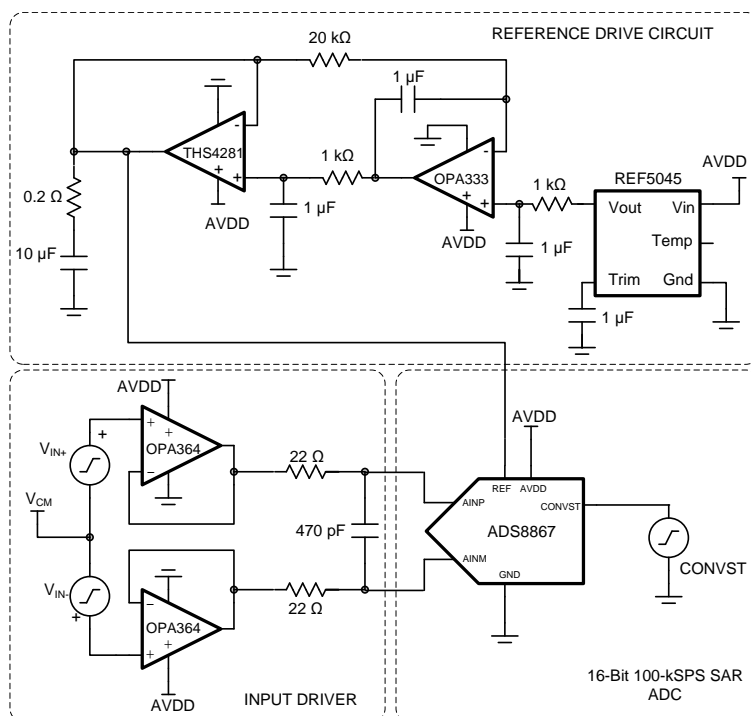 20 kΩ
REFERENCE DRIVE CIRCUIT
1 µF
-
THS4281
+
+
AVDD
1 kΩ
-
OPA333
+
+
AVDD
1 kΩ
REF5045
AVDD
Vout
Vin
Temp
Trim
Gnd
0.2 Ω
10 µF
1 µF
1 µF
1 µF
AVDD
+
+
-
OPA364
+
VIN+
22 Ω
VCM
470 pF
VIN-
+
-
OPA364
+
+
22 Ω
AVDD
INPUT DRIVER
AVDD
REF
AVDD
AINP
CONVST
ADS8867
AINM
GND
CONVST
16-Bit 100-kSPS SAR
ADC